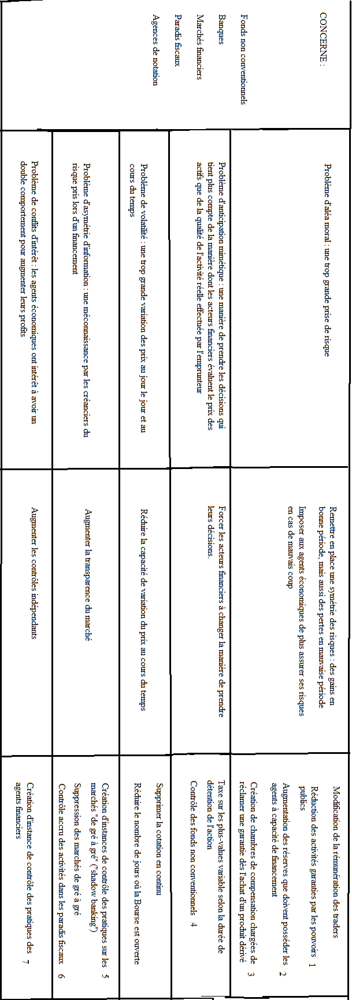 CONCERNE :
Fonds non conventionnels
Banques
Marchés financiers
Paradis fiscaux
Agences de notation
Problème d'aléa moral : une trop grande prise de risque
Remettre en place une symétrie des risques : des gains en
bonne période, mais aussi des pertes en mauvaise période
Imposer aux agents économiques de plus assurer ses risques
en cas de mauvais coup
Modification de la rémunération des traders
Réduction des activités garanties par les pouvoirs 1
publics
Augmentation des réserves que doivent posséder les 2
agents à capacité de financement
Création de chambres de compensation chargées de 3
réclamer une garantie dès l'achat d'un produit dérivé
Problème d'anticipation mimétique : une manière de prendre les décisions qui
tient plus compte de la manière dont les acteurs financiers évaluent le prix des
actifs que de la qualité de l'activité réelle effectuée par l'emprunteur
Forcer les acteurs financiers à changer la manière de prendre
leurs décisions.
Taxe sur les plus-values variable selon la durée de
détention de l'action
Contrôle des fonds non conventionnels 4
Problème de volatilité : une trop grande variation des prix au jour le jour et au
cours du temps
Réduire la capacité de variation du prix au cours du temps
Supprimer la cotation en continu
Réduire le nombre de jours où la Bourse est ouverte
Problème d'asymétrie d'information : une méconnaissance par les créanciers du
risque pris lors d'un financement
Augmenter la transparence du marché
Création d'instances de contrôle des pratiques sur les 5
marchés "de gré à gré" ("shadow banking")
Suppression des marchés de gré à gré
Contrôle accru des activités dans les paradis fiscaux 6
Problème de conflits d'intérêt : les agents économiques ont intérêt à avoir un
double comportement pour augmenter leurs profits
Augmenter les contrôles indépendants
Création d'instance de contrôle des pratiques des 7
agents financiers